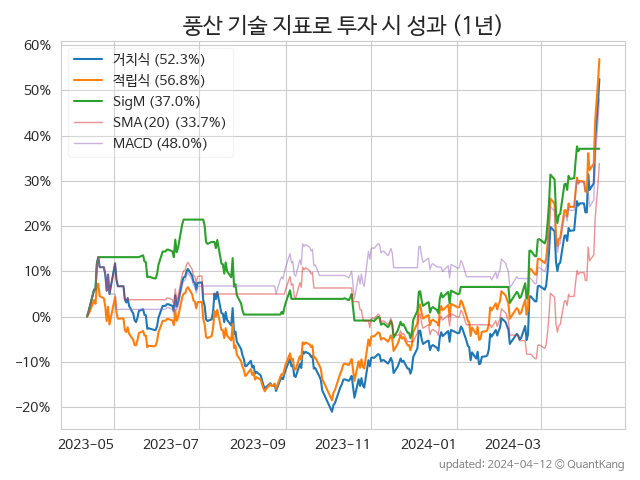 풍산 기술 지표로 투자 시 성과 (1년)
거치식 (52.3%)
적립식 (56.8%)
SigM (37.0%)
SMA(20) (33.7%)
MACD (48.0%)
60%
50%
40%
30%
20%
10%
0%
−10%
−20%
2023-05 2023-07 2023-09 2023-11 2024-01 2024-03
updated: 2024-04-12 © QuantKang